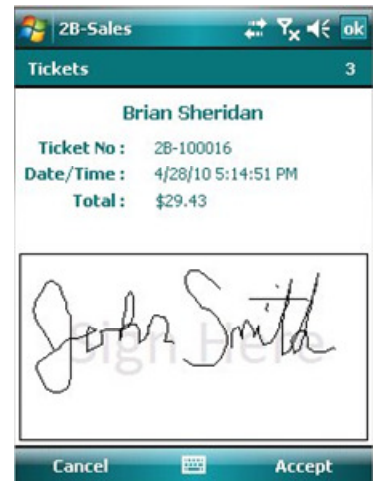 2B-Sales ok
Tickets 3
Brian Sheridan
Ticket No : 2B-100016
Date/Time : 4/28/10 5:14:51 PM
Total : $29.43
Sign Here
John Smith
Cancel Accept